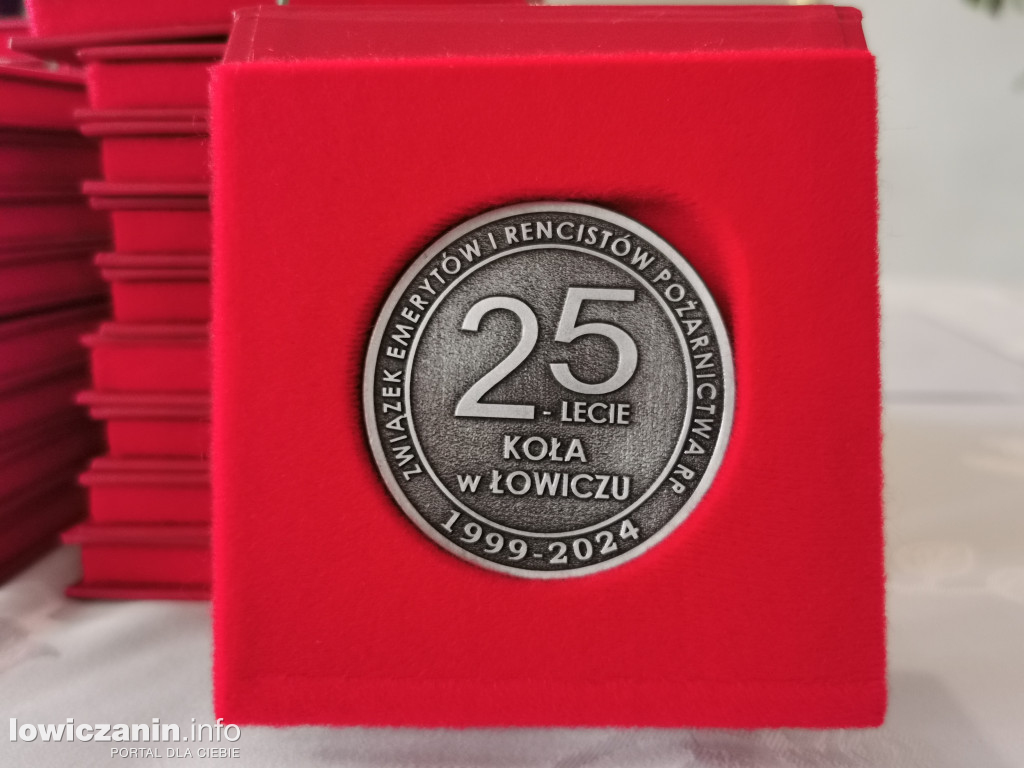 ZWIĄZEK EMERYTÓW I RENCISTÓW POŻARNICTWA RP
25
- LECIE
KOŁA
w ŁOWICZU
1999-2024
lowiczanin.info
PORTAL DLA CIEBIE